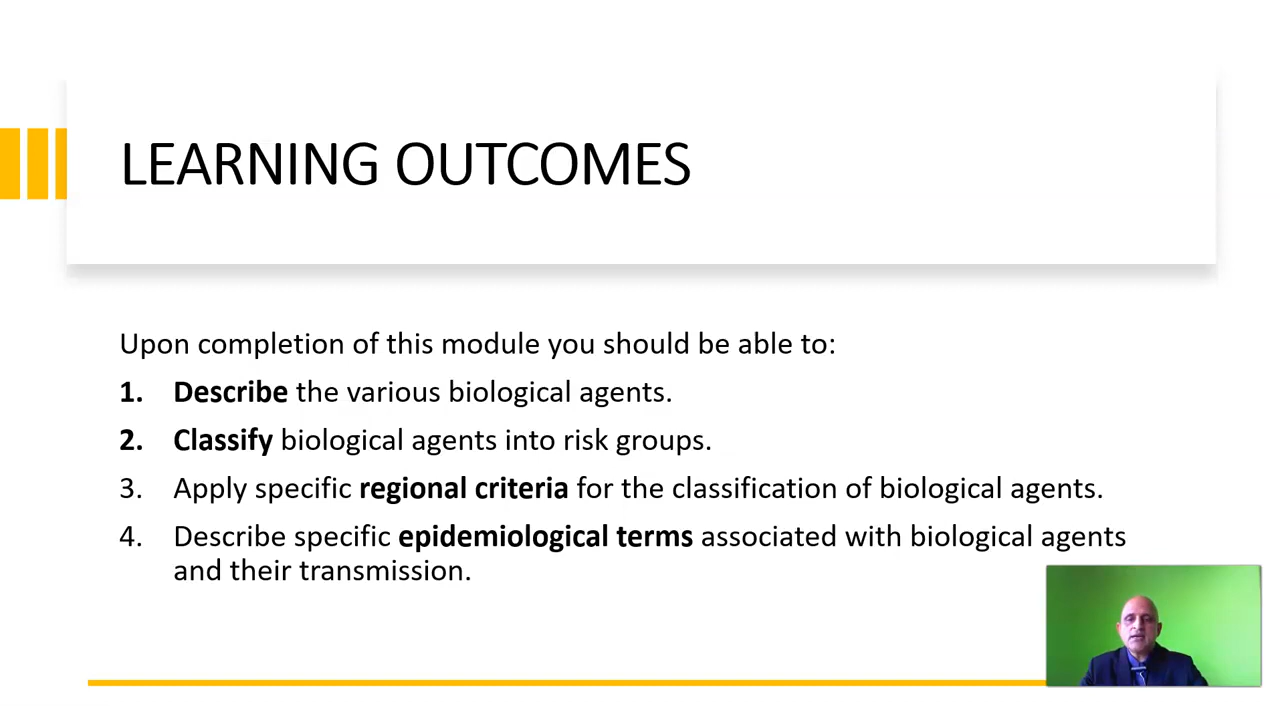 LEARNING OUTCOMES
Upon completion of this module you should be able to:
1. Describe the various biological agents.
2. Classify biological agents into risk groups.
3. Apply specific regional criteria for the classification of biological agents.
4. Describe specific epidemiological terms associated with biological agents
and their transmission.